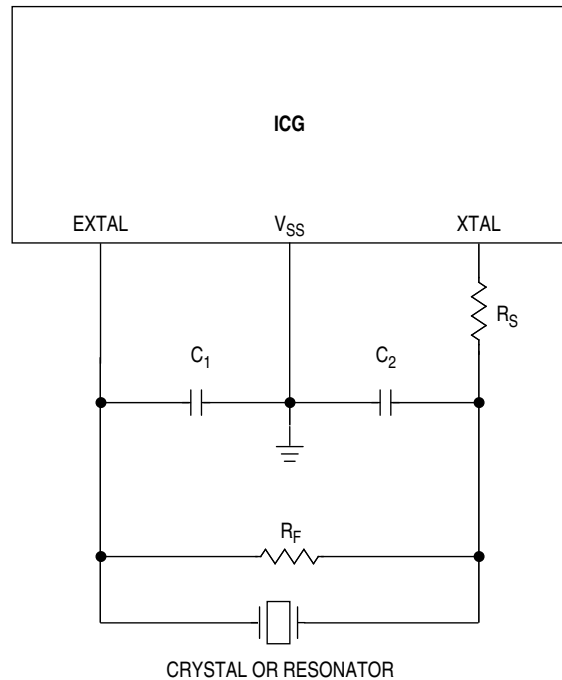 ICG
EXTAL
VSS
XTAL
RS
C1
C2
RF
CRYSTAL OR RESONATOR